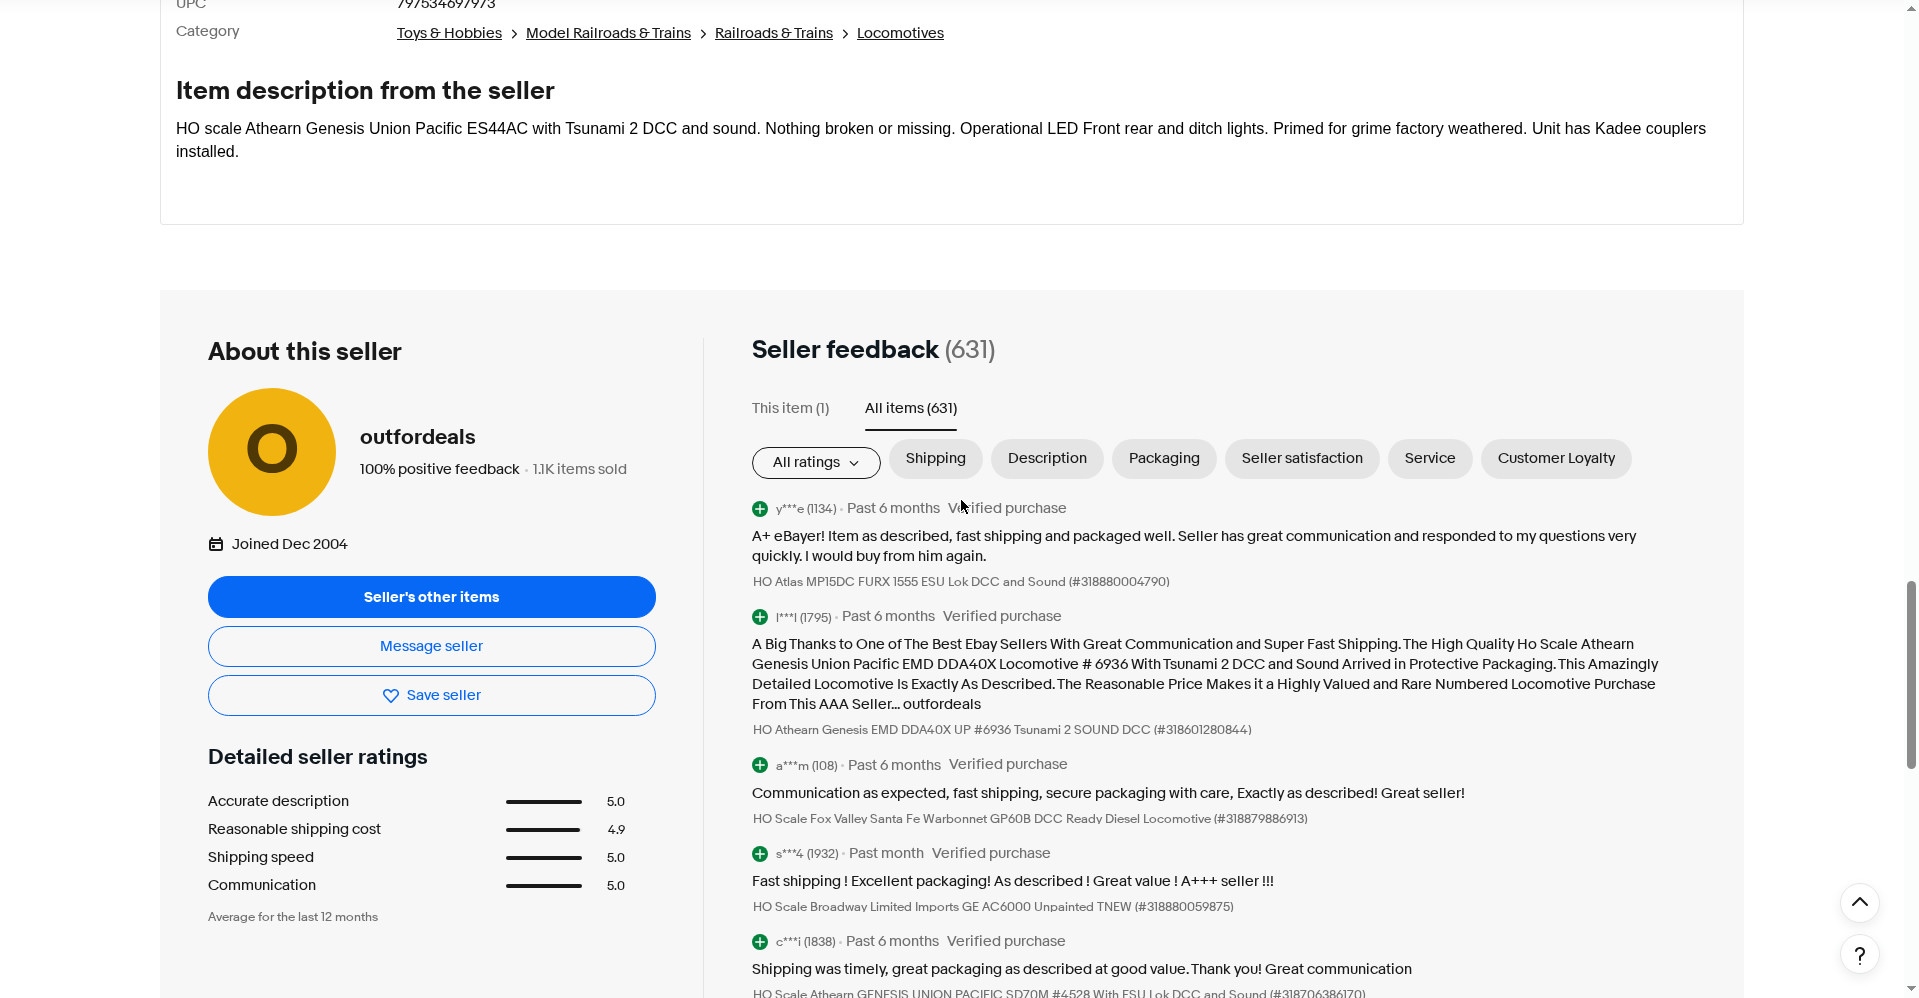 UPC 797534697973
Category Toys & Hobbies Model Railroads & Trains Railroads & Trains Locomotives
Item description from the seller
HO scale Athearn Genesis Union Pacific ES44AC with Tsunami 2 DCC and sound. Nothing broken or missing. Operational LED Front rear and ditch lights. Primed for grime factory weathered. Unit has Kadee couplers
installed.
About this seller
O
outfordeals
100% positive feedback · 1.1K items sold
Joined Dec 2004
Seller's other items
Message seller
Save seller
Detailed seller ratings
Accurate description 5.0
Reasonable shipping cost 4.9
Shipping speed 5.0
Communication 5.0
Average for the last 12 months
Seller feedback (631)
This item (1) All items (631)
All ratings Shipping Description Packaging Seller satisfaction Service Customer Loyalty
y***e (1134) · Past 6 months Verified purchase
A+ eBayer! Item as described, fast shipping and packaged well. Seller has great communication and responded to my questions very
quickly. I would buy from him again.
HO Atlas MP15DC FURX 1555 ESU Lok DCC and Sound (#318880004790)
l***l (1795) · Past 6 months Verified purchase
A Big Thanks to One of The Best Ebay Sellers With Great Communication and Super Fast Shipping. The High Quality Ho Scale Athearn
Genesis Union Pacific EMD DDA40X Locomotive # 6936 With Tsunami 2 DCC and Sound Arrived in Protective Packaging. This Amazingly
Detailed Locomotive Is Exactly As Described. The Reasonable Price Makes it a Highly Valued and Rare Numbered Locomotive Purchase
From This AAA Seller... outfordeals
HO Athearn Genesis EMD DDA40X UP #6936 Tsunami 2 SOUND DCC (#318601280844)
a***m (108) · Past 6 months Verified purchase
Communication as expected, fast shipping, secure packaging with care, Exactly as described! Great seller!
HO Scale Fox Valley Santa Fe Warbonnet GP60B DCC Ready Diesel Locomotive (#318879886913)
s***4 (1932) · Past month Verified purchase
Fast shipping ! Excellent packaging! As described ! Great value ! A+++ seller !!!
HO Scale Broadway Limited Imports GE AC6000 Unpainted TNEW (#318880059875)
c***i (1838) · Past 6 months Verified purchase
Shipping was timely, great packaging as described at good value. Thank you! Great communication
HO Scale Athearn GENESIS UNION PACIFIC SD70M #4528 With ESU Lok DCC and Sound (#318706386170)
?